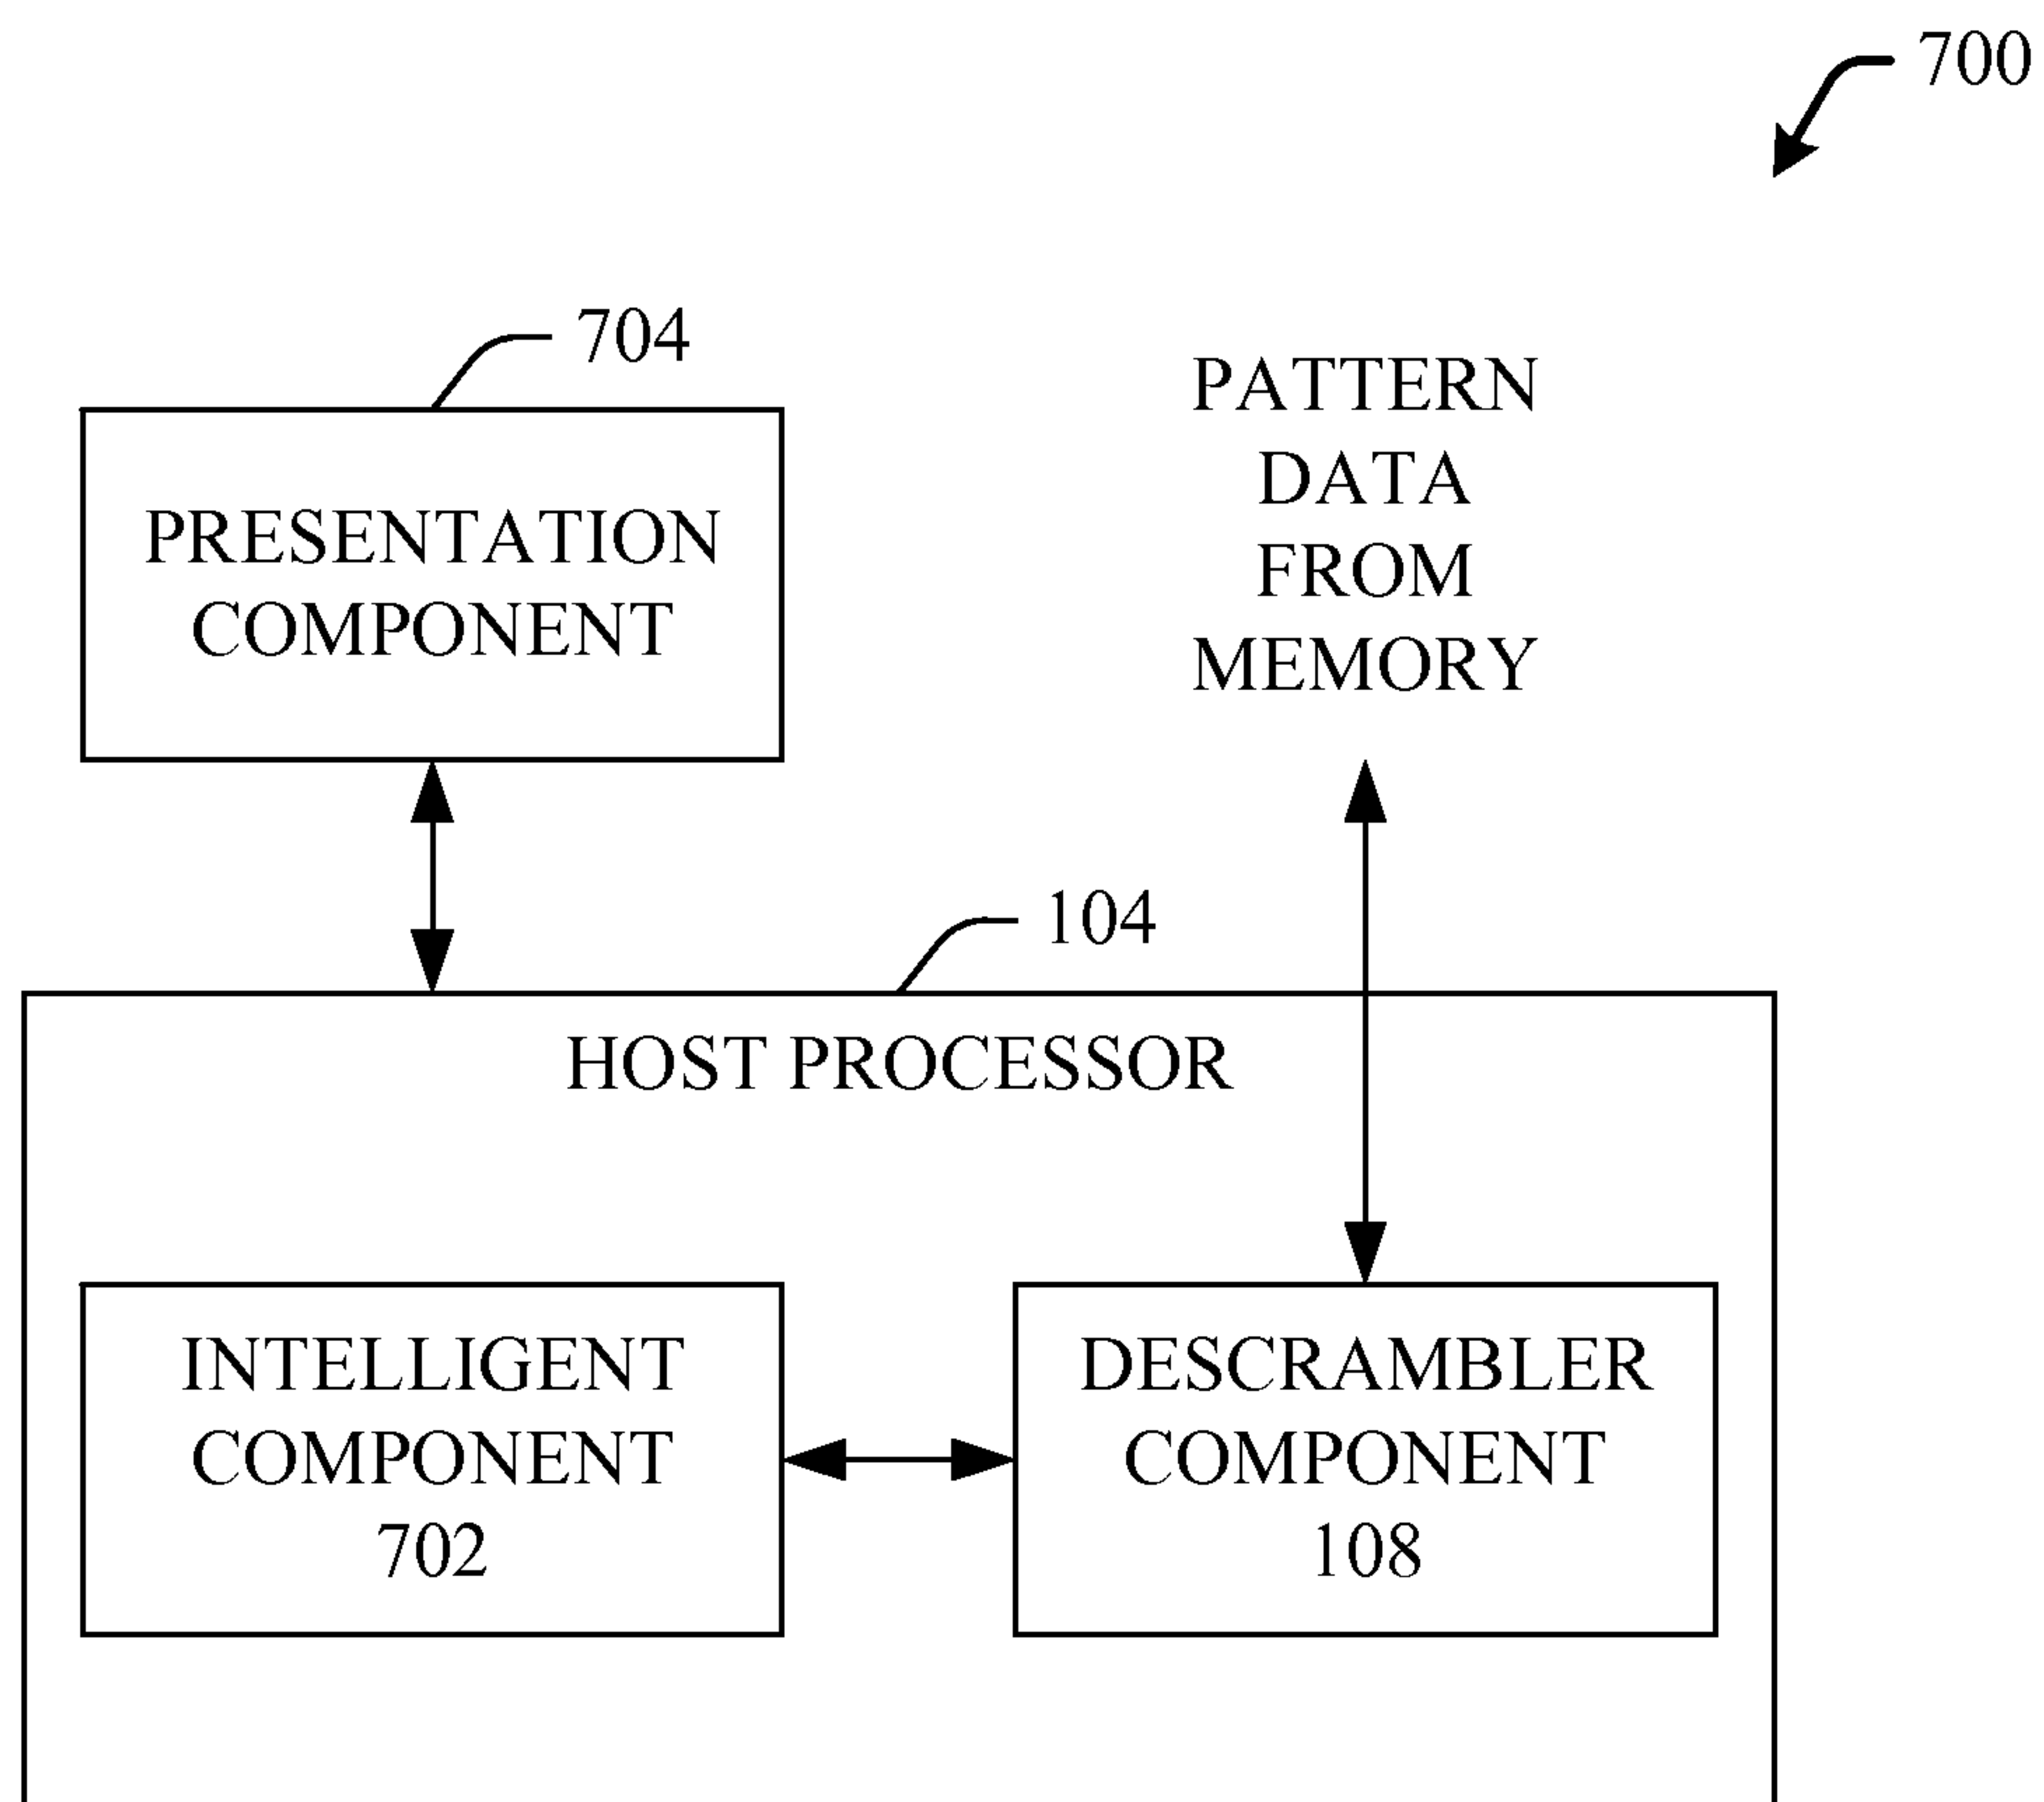 700
704
PRESENTATION
COMPONENT
PATTERN
DATA
FROM
MEMORY
104
HOST PROCESSOR
INTELLIGENT
COMPONENT
702
DESCRAMBLER
COMPONENT
108